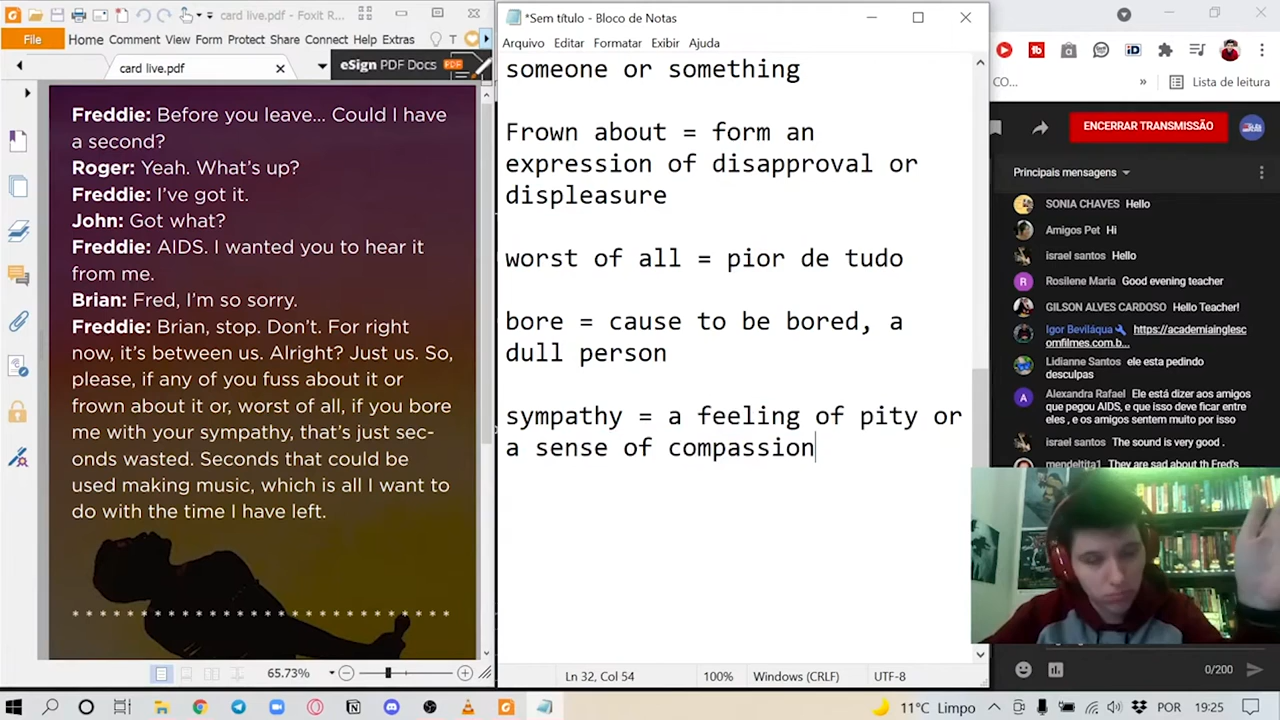 card live.pdf - Foxit R...
File Home Comment View Form Protect Share Connect Help Extras
card live.pdf
eSign PDF Docs
Freddie: Before you leave... Could I have
a second?
Roger: Yeah. What's up?
Freddie: I've got it.
John: Got what?
Freddie: AIDS. I wanted you to hear it
from me.
Brian: Fred, I'm so sorry.
Freddie: Brian, stop. Don't. For right
now, it's between us. Alright? Just us. So,
please, if any of you fuss about it or
frown about it or, worst of all, if you bore
me with your sympathy, that's just sec-
onds wasted. Seconds that could be
used making music, which is all I want to
do with the time I have left.
* * * * * * * * * * * * * * * * * * * * * * * * * * * *
65.73%
*Sem título - Bloco de Notas
Arquivo Editar Formatar Exibir Ajuda
someone or something
Frown about = form an
expression of disapproval or
displeasure
worst of all = pior de tudo
bore = cause to be bored, a
dull person
sympathy = a feeling of pity or
a sense of compassion
Ln 32, Col 54 100% Windows (CRLF) UTF-8
CO...
» Lista de leitura
ENCERRAR TRANSMISSÃO
Principais mensagens
SONIA CHAVES Hello
Amigos Pet Hi
israel santos Hello
Rosilene Maria Good evening teacher
GILSON ALVES CARDOSO Hello Teacher!
Igor Beviláqua https://academiainglesc
omfilmes.com.b...
Lidianne Santos ele esta pedindo
desculpas
Alexandra Rafael Ele está dizer aos amigos
que pegou AIDS, e que isso deve ficar entre
eles , e os amigos sentem muito por isso
israel santos The sound is very good .
mendeltita1 They are sad about th Fred's
0/200
11°C Limpo
POR 19:25